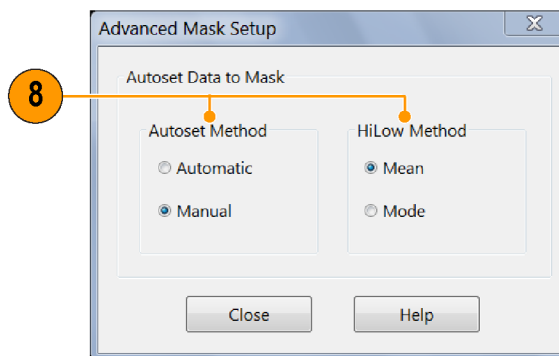 Advanced Mask Setup
Autoset Data to Mask
8
Autoset Method
HiLow Method
Automatic
Mean
Manual
Mode
Close
Help